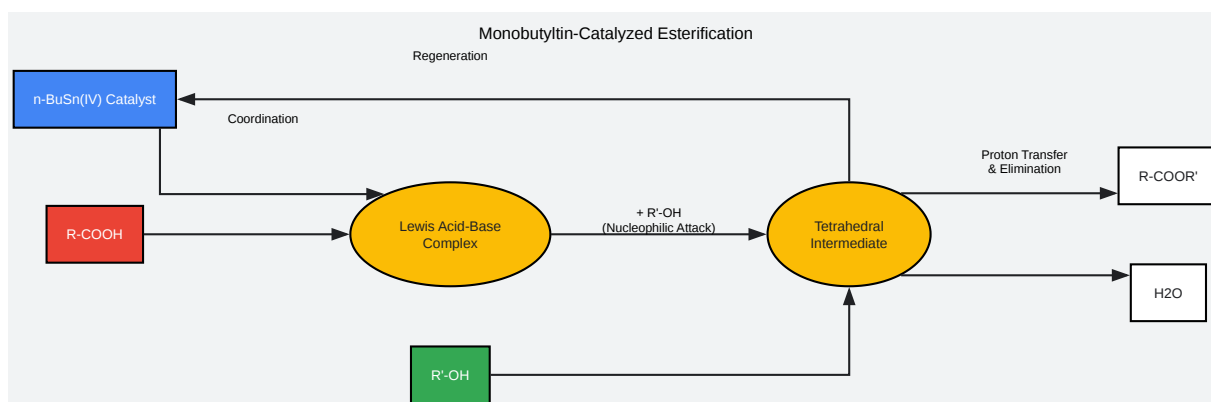 Monobutyltin-Catalyzed Esterification
Regeneration
n-BuSn(IV) Catalyst
Coordination
Proton Transfer
& Elimination
R-COOR'
R-COOH
Lewis Acid-Base
Complex
+ R'-OH
(Nucleophilic Attack)
Tetrahedral
Intermediate
H2O
R'-OH